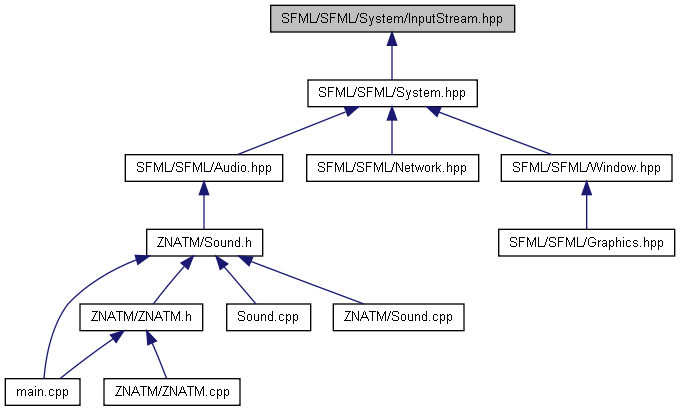 SFML/SFML/System/InputStream.hpp
SFML/SFML/System.hpp
SFML/SFML/Audio.hpp
SFML/SFML/Network.hpp
SFML/SFML/Window.hpp
ZNATM/Sound.h
SFML/SFML/Graphics.hpp
ZNATM/ZNATM.h
Sound.cpp
ZNATM/Sound.cpp
main.cpp
ZNATM/ZNATM.cpp